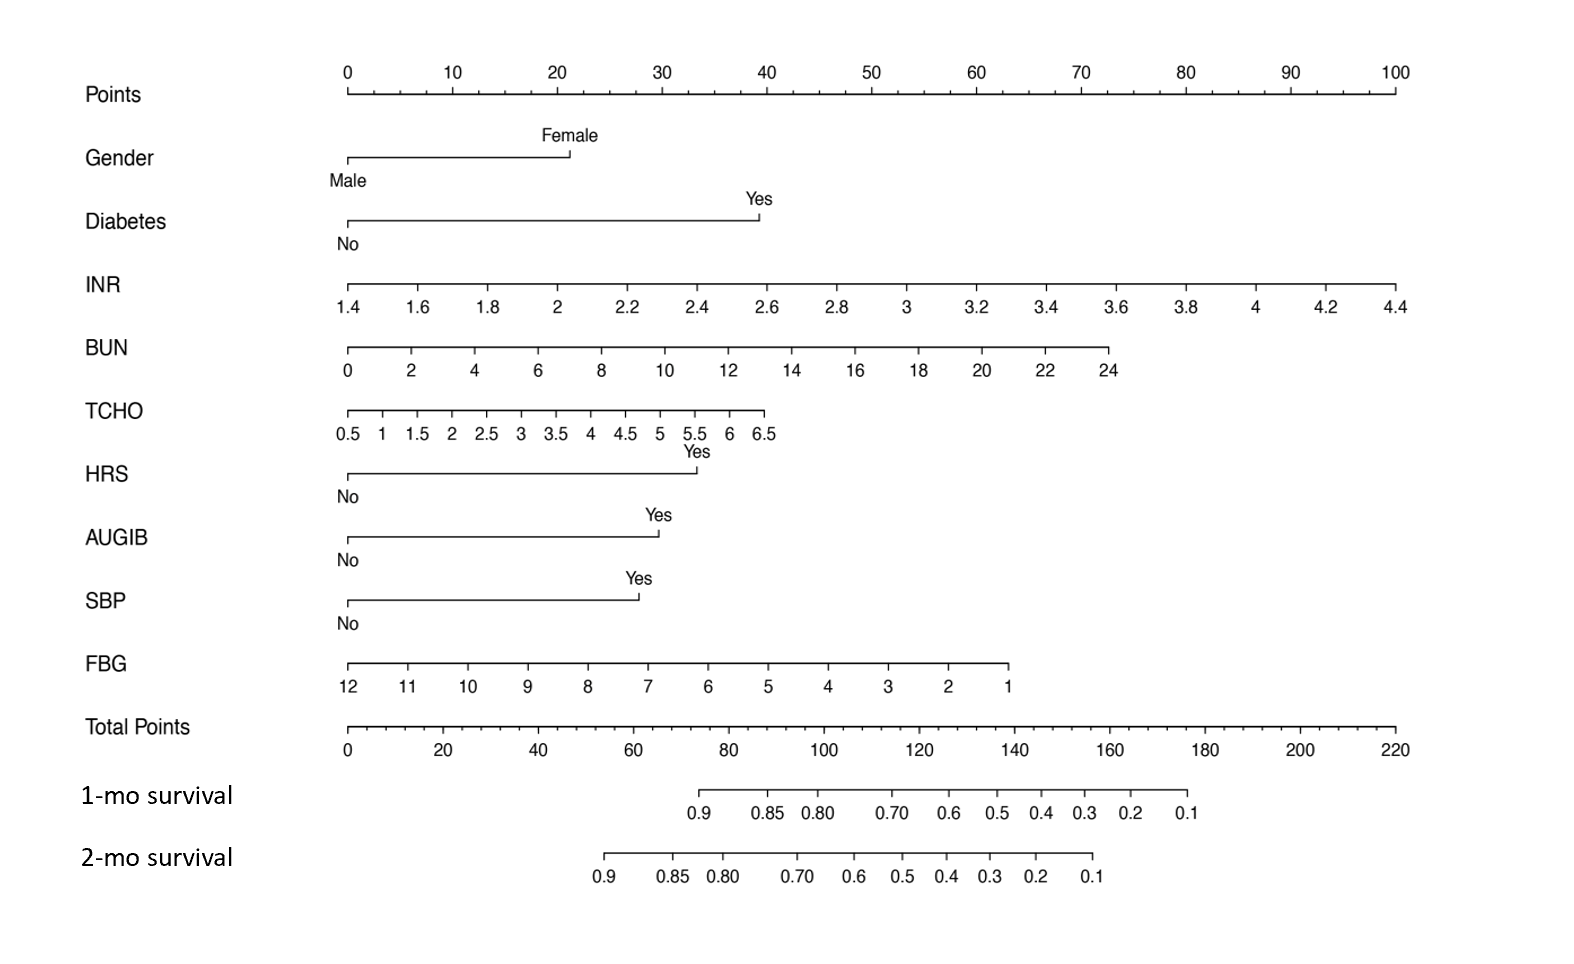 0 10 20 30 40 50 60 70 80 90 100
Points
Female
Gender
Male
Yes
Diabetes
No
INR
1.4 1.6 1.8 2 2.2 2.4 2.6 2.8 3 3.2 3.4 3.6 3.8 4 4.2 4.4
BUN
0 2 4 6 8 10 12 14 16 18 20 22 24
TCHO
0.5 1 1.5 2 2.5 3 3.5 4 4.5 5 5.5 6 6.5
Yes
HRS
No
Yes
AUGIB
No
Yes
SBP
No
FBG
12 11 10 9 8 7 6 5 4 3 2 1
Total Points
0 20 40 60 80 100 120 140 160 180 200 220
1-mo survival
0.9 0.85 0.80 0.70 0.6 0.5 0.4 0.3 0.2 0.1
2-mo survival
0.9 0.85 0.80 0.70 0.6 0.5 0.4 0.3 0.2 0.1